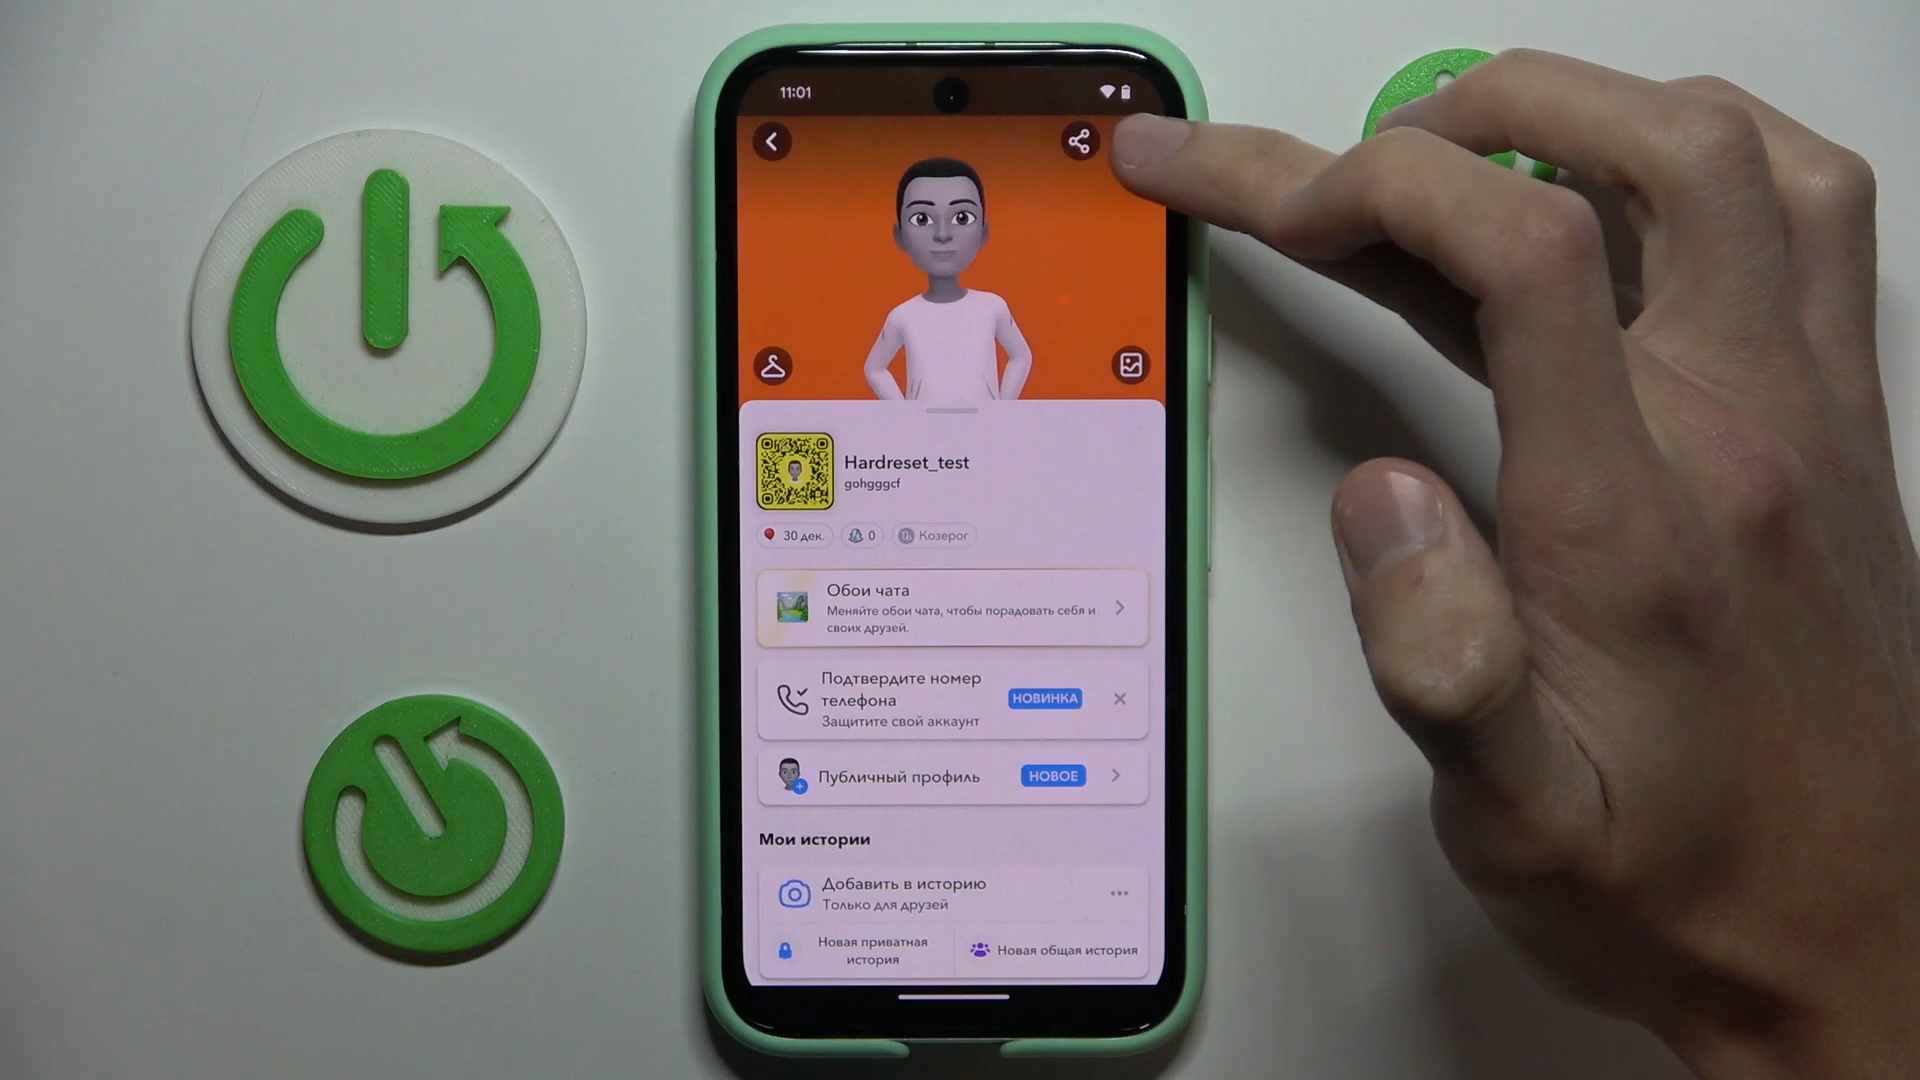 11:01
Hardreset_test
gohgggcf
30 дек.
0
Козерог
Обои чата
Меняйте обои чата, чтобы порадовать себя и
своих друзей.
Подтвердите номер
телефона
НОВИНКА
Защитите свой аккаунт
Публичный профиль
НОВОЕ
Мои истории
Добавить в историю
Только для друзей
Новая приватная
история
Новая общая история